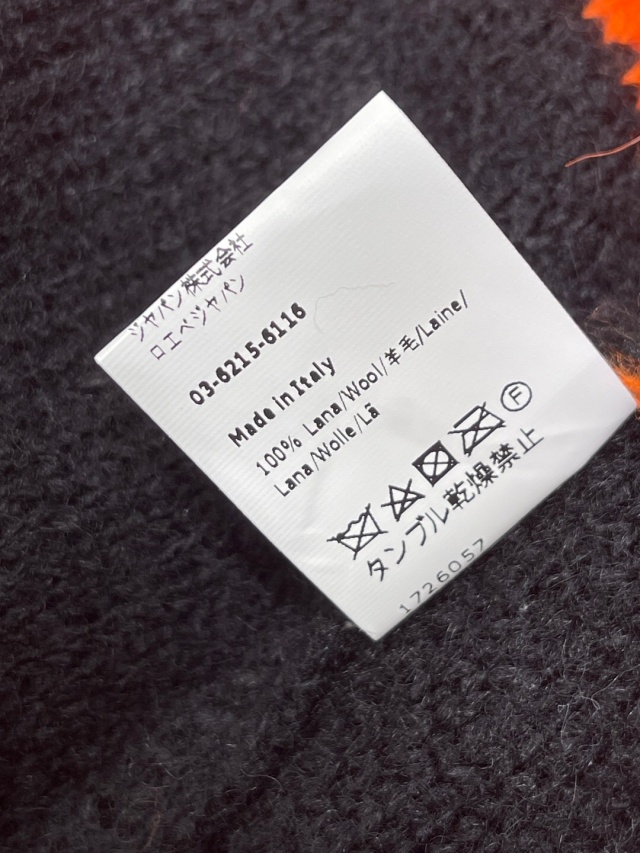 ジャパン株式会社
ロエベジャパン
03-6215-6116
Made in Italy
100% Lana/Wool/羊毛/Laine/
Lana/Wolle/Lã
F
タンブル乾燥禁止
1726057